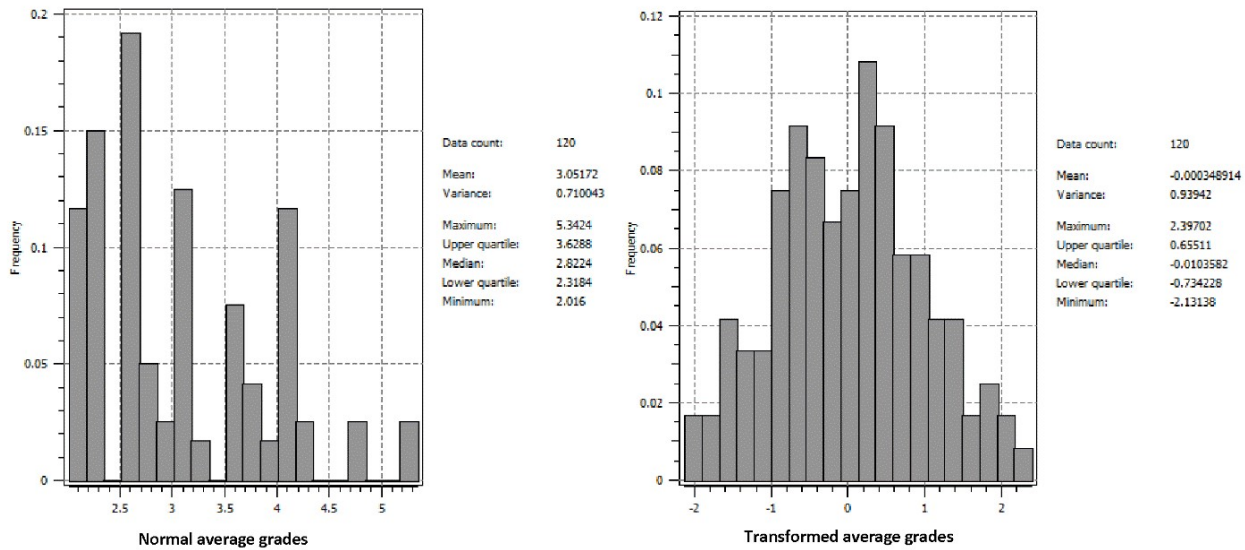 0.2
0.15
0.1
0.05
0
Frequency
2.5 3 3.5 4 4.5 5
Normal average grades
Data count: 120
Mean: 3.05172
Variance: 0.710043
Maximum: 5.3424
Upper quartile: 3.6288
Median: 2.8224
Lower quartile: 2.3184
Minimum: 2.016
0.12
0.1
0.08
0.06
0.04
0.02
0
Frequency
-2 -1 0 1 2
Transformed average grades
Data count: 120
Mean: -0.000348914
Variance: 0.93942
Maximum: 2.39702
Upper quartile: 0.65511
Median: -0.0103582
Lower quartile: -0.734228
Minimum: -2.13138